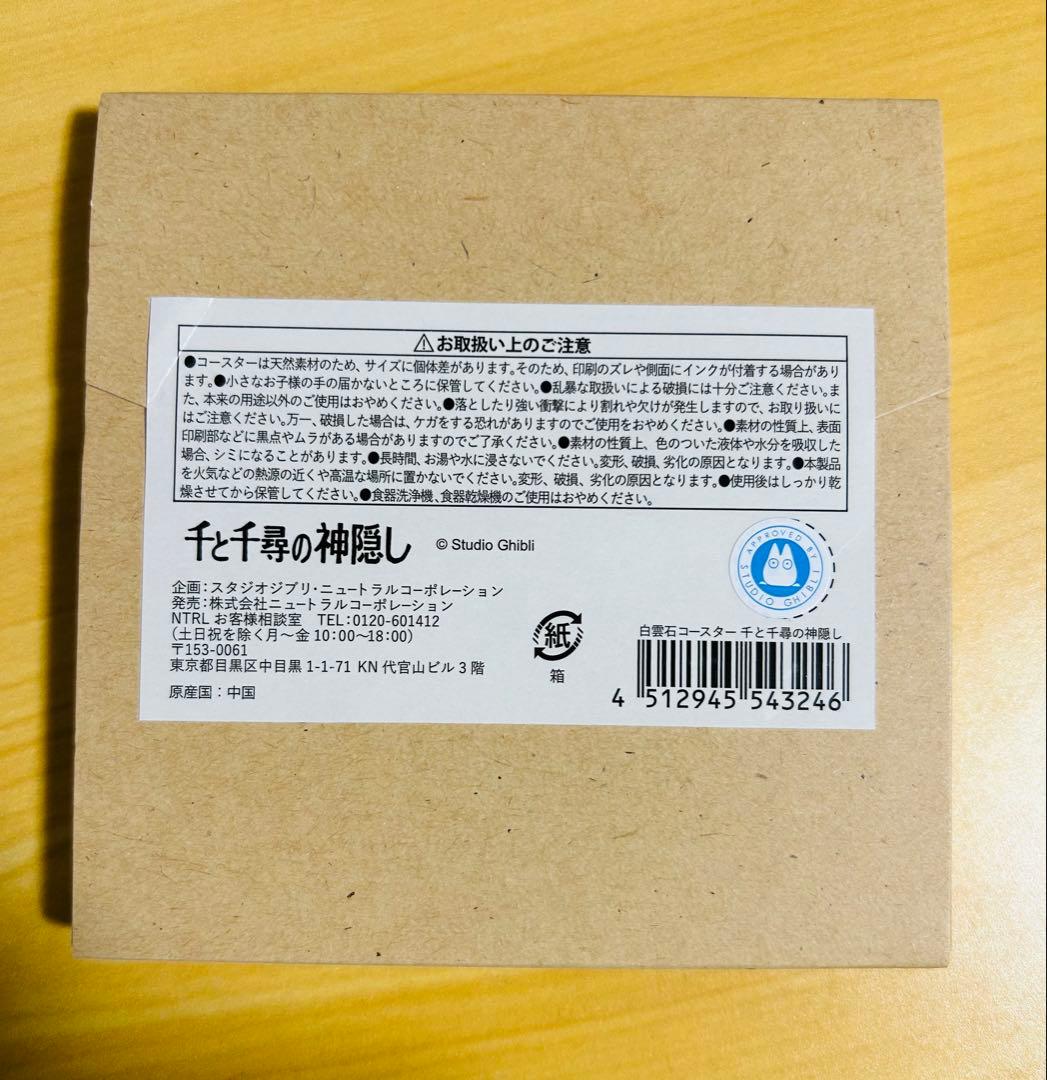 ⚠お取扱い上のご注意
●コースターは天然素材のため、サイズに個体差があります。そのため、印刷のズレや側面にインクが付着する場合があり
ます。●小さなお子様の手の届かないところに保管してください。●乱暴な取扱いによる破損には十分ご注意ください。ま
た、本来の用途以外のご使用はおやめください。●落としたり強い衝撃により割れや欠けが発生しますので、お取り扱いに
はご注意ください。万一、破損した場合は、ケガをする恐れがありますのでご使用をおやめください。●素材の性質上、表面
印刷部などに黒点やムラがある場合がありますのでご了承ください。●素材の性質上、色のついた液体や水分を吸収した
場合、シミになることがあります。●長時間、お湯や水に浸さないでください。変形、破損、劣化の原因となります。●本製品
を火気などの熱源の近くや高温な場所に置かないでください。変形、破損、劣化の原因となります。●使用後はしっかり乾
燥させてから保管してください。●食器洗浄機、食器乾燥機のご使用はおやめください。
千と千尋の神隠し © Studio Ghibli
APPROVED BY STUDIO GHIBLI
企画：スタジオジブリ・ニュートラルコーポレーション
発売：株式会社ニュートラルコーポレーション
NTRL お客様相談室 TEL：0120-601412
（土日祝を除く月～金 10：00～18：00）
〒153-0061
東京都目黒区中目黒 1-1-71 KN 代官山ビル 3 階
原産国：中国
紙
箱
白雲石コースター 千と千尋の神隠し
4 512945 543246